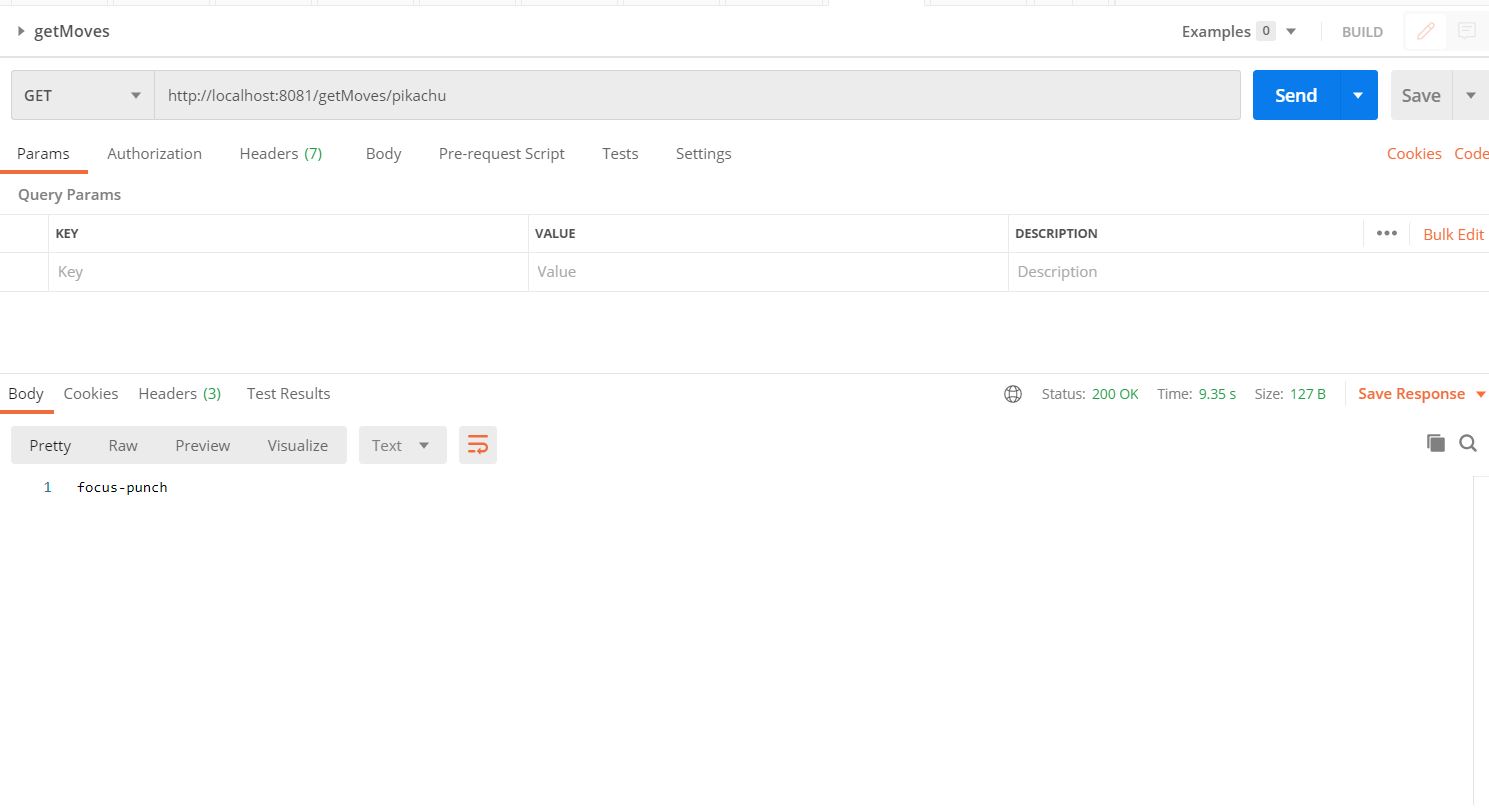 getMoves Examples 0 BUILD
GET http://localhost:8081/getMoves/pikachu Send Save
Params Authorization Headers (7) Body Pre-request Script Tests Settings Cookies Code
Query Params
KEY VALUE DESCRIPTION ••• Bulk Edit
Key Value Description
Body Cookies Headers (3) Test Results Status: 200 OK Time: 9.35 s Size: 127 B Save Response
Pretty Raw Preview Visualize Text
1 focus-punch